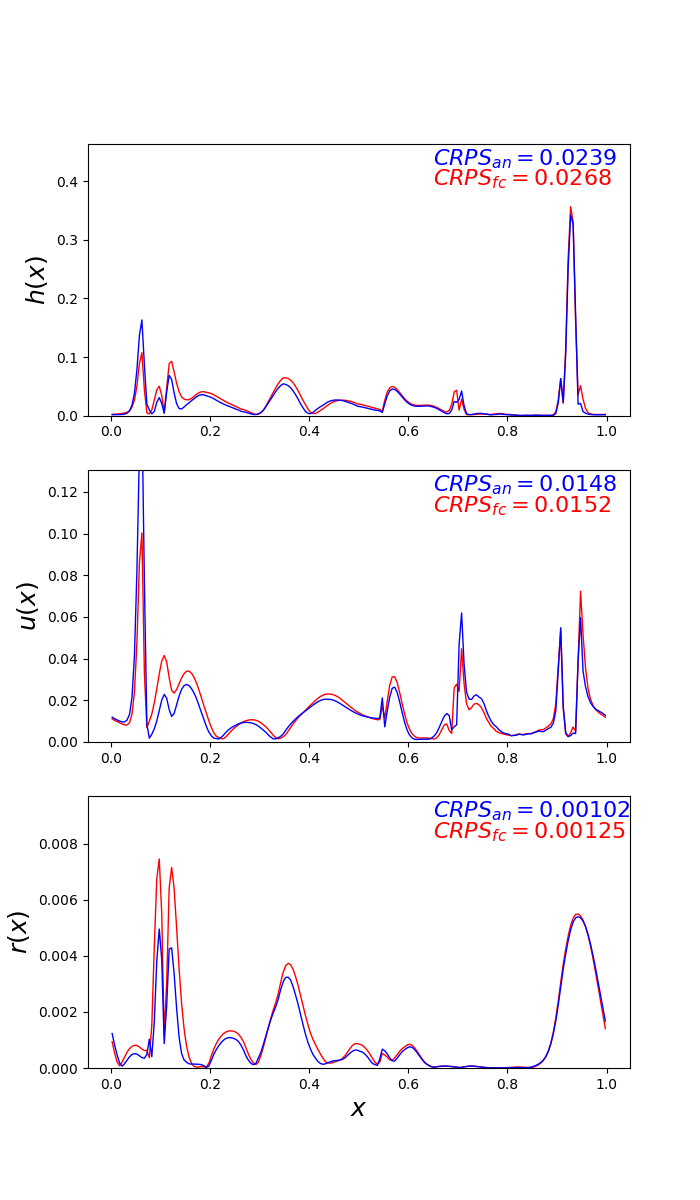 CRPS_an = 0.0239
CRPS_fc = 0.0268
h(x)
0.4
0.3
0.2
0.1
0.0
0.0 0.2 0.4 0.6 0.8 1.0
CRPS_an = 0.0148
CRPS_fc = 0.0152
u(x)
0.12
0.10
0.08
0.06
0.04
0.02
0.00
0.0 0.2 0.4 0.6 0.8 1.0
CRPS_an = 0.00102
CRPS_fc = 0.00125
r(x)
0.008
0.006
0.004
0.002
0.000
0.0 0.2 0.4 0.6 0.8 1.0
x